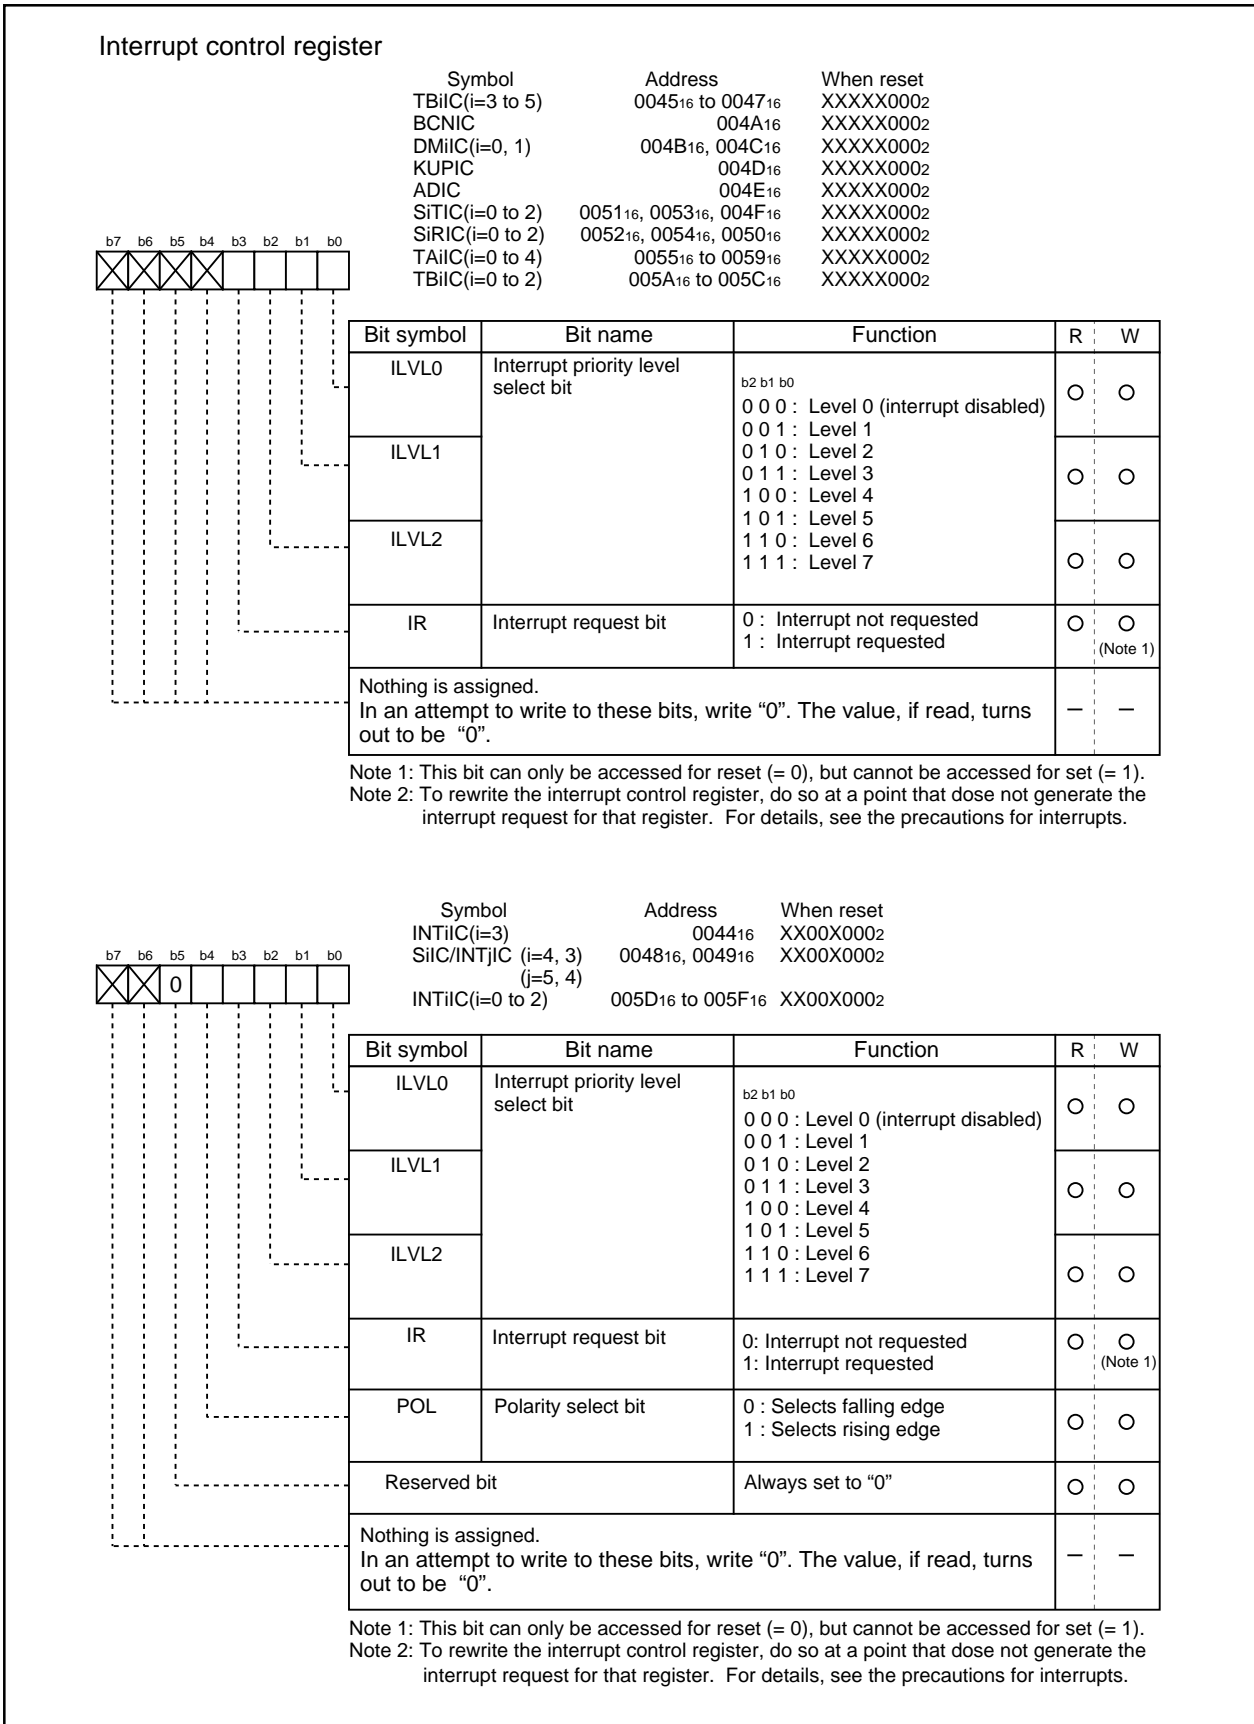 Interrupt control register
Symbol Address When reset
TBiIC(i=3 to 5) 004516 to 004716 XXXXX0002
BCNIC 004A16 XXXXX0002
DMiIC(i=0, 1) 004B16, 004C16 XXXXX0002
KUPIC 004D16 XXXXX0002
ADIC 004E16 XXXXX0002
SiTIC(i=0 to 2) 005116, 005316, 004F16 XXXXX0002
SiRIC(i=0 to 2) 005216, 005416, 005016 XXXXX0002
TAiIC(i=0 to 4) 005516 to 005916 XXXXX0002
TBiIC(i=0 to 2) 005A16 to 005C16 XXXXX0002
b7 b6 b5 b4 b3 b2 b1 b0
Bit symbol Bit name Function R W
ILVL0 Interrupt priority level
select bit
b2 b1 b0
0 0 0 : Level 0 (interrupt disabled)
0 0 1 : Level 1
ILVL1 0 1 0 : Level 2
0 1 1 : Level 3
1 0 0 : Level 4
1 0 1 : Level 5
ILVL2 1 1 0 : Level 6
1 1 1 : Level 7
IR Interrupt request bit 0 : Interrupt not requested
1 : Interrupt requested
(Note 1)
Nothing is assigned.
In an attempt to write to these bits, write “0”. The value, if read, turns
out to be “0”.
Note 1: This bit can only be accessed for reset (= 0), but cannot be accessed for set (= 1).
Note 2: To rewrite the interrupt control register, do so at a point that dose not generate the
interrupt request for that register. For details, see the precautions for interrupts.
Symbol Address When reset
INTiIC(i=3) 004416 XX00X0002
SiIC/INTjIC (i=4, 3) 004816, 004916 XX00X0002
(j=5, 4)
INTiIC(i=0 to 2) 005D16 to 005F16 XX00X0002
b7 b6 b5 b4 b3 b2 b1 b0
0
Bit symbol Bit name Function R W
ILVL0 Interrupt priority level
select bit
b2 b1 b0
0 0 0 : Level 0 (interrupt disabled)
0 0 1 : Level 1
ILVL1 0 1 0 : Level 2
0 1 1 : Level 3
1 0 0 : Level 4
1 0 1 : Level 5
ILVL2 1 1 0 : Level 6
1 1 1 : Level 7
IR Interrupt request bit 0: Interrupt not requested
1: Interrupt requested
(Note 1)
POL Polarity select bit 0 : Selects falling edge
1 : Selects rising edge
Reserved bit Always set to “0”
Nothing is assigned.
In an attempt to write to these bits, write “0”. The value, if read, turns
out to be “0”.
Note 1: This bit can only be accessed for reset (= 0), but cannot be accessed for set (= 1).
Note 2: To rewrite the interrupt control register, do so at a point that dose not generate the
interrupt request for that register. For details, see the precautions for interrupts.